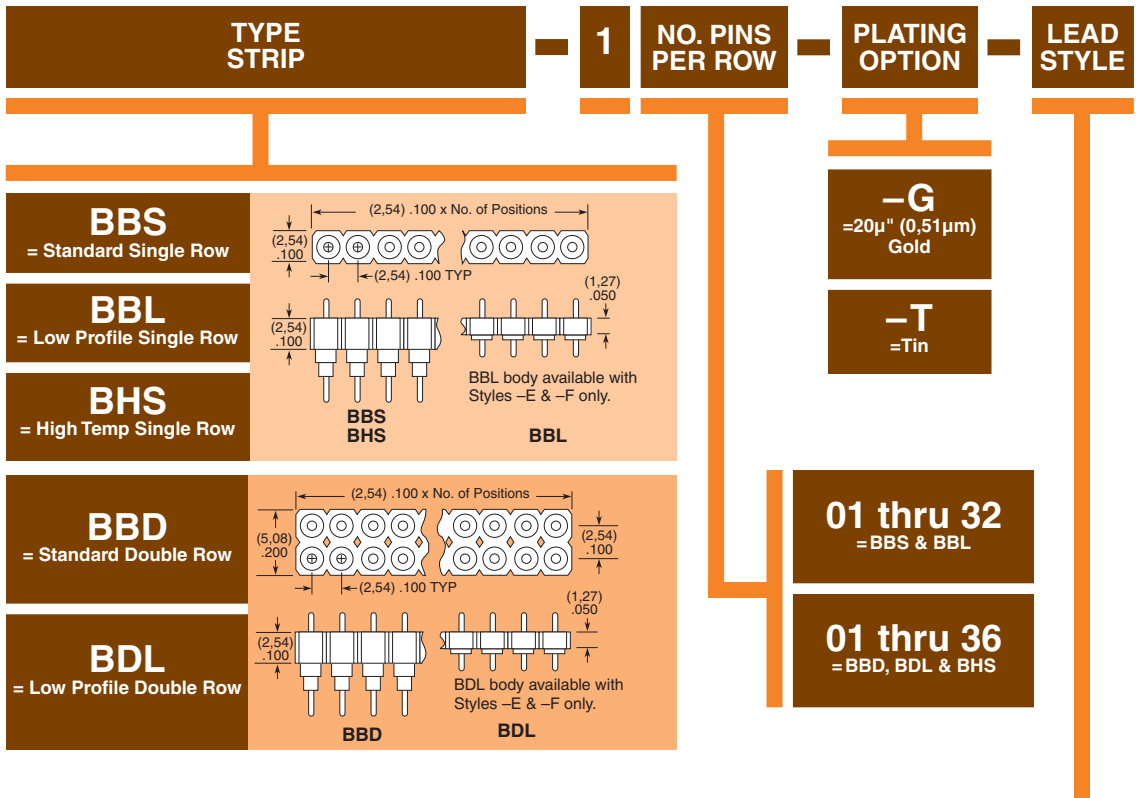 TYPE
STRIP
1
NO. PINS
PER ROW
PLATING
OPTION
LEAD
STYLE
BBS
= Standard Single Row
BBL
= Low Profile Single Row
BHS
= High Temp Single Row
(2,54) .100 x No. of Positions
(2,54)
.100
(2,54) .100 TYP
(1,27)
.050
(2,54)
.100
BBL body available with
Styles –E & –F only.
BBS
BHS
BBL
BBD
= Standard Double Row
BDL
= Low Profile Double Row
(2,54) .100 x No. of Positions
(5,08)
.200
(2,54)
.100
(2,54) .100 TYP
(1,27)
.050
(2,54)
.100
BDL body available with
Styles –E & –F only.
BBD
BDL
–G
=20µ" (0,51µm)
Gold
–T
=Tin
01 thru 32
=BBS & BBL
01 thru 36
=BBD, BDL & BHS